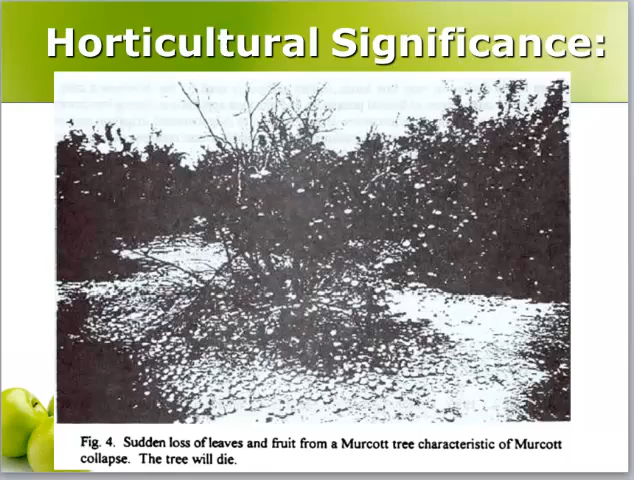 Horticultural Significance:
Fig. 4. Sudden loss of leaves and fruit from a Murcott tree characteristic of Murcott
collapse. The tree will die.